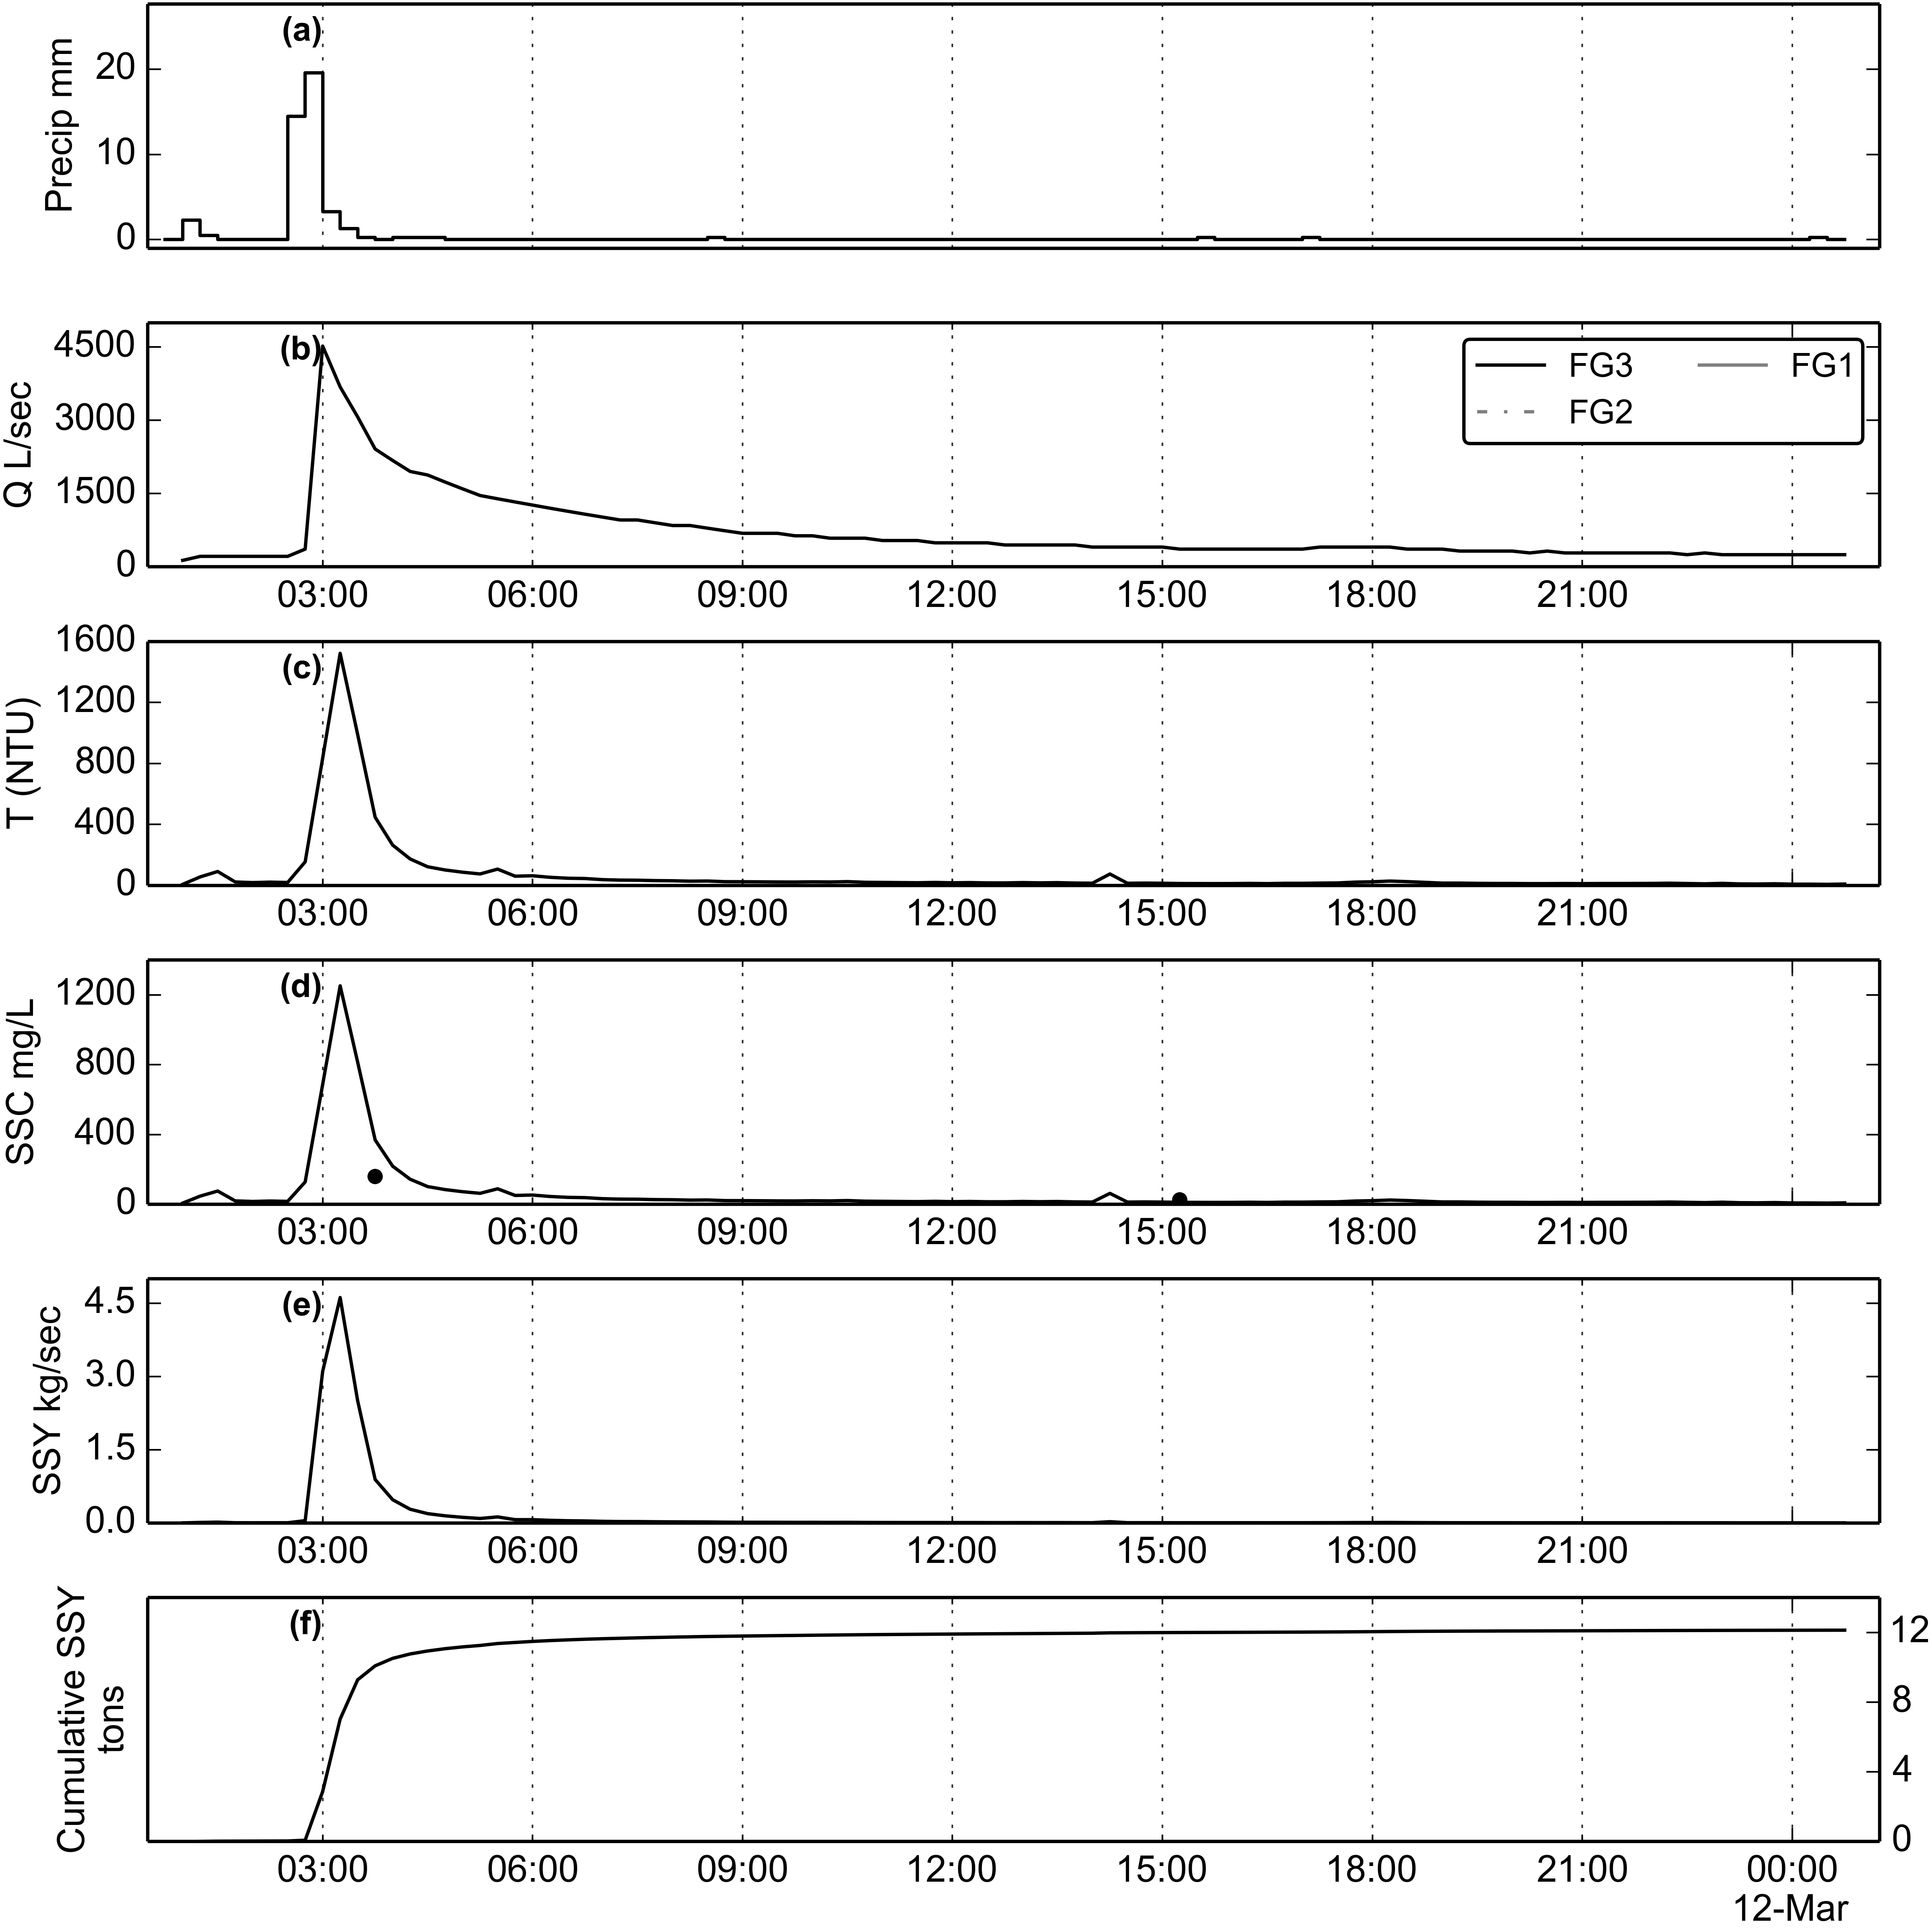 (a)
Precip mm
20
10
0
(b)
Q L/sec
4500
3000
1500
0
FG3 FG1
FG2
03:00 06:00 09:00 12:00 15:00 18:00 21:00
(c)
T (NTU)
1600
1200
800
400
0
03:00 06:00 09:00 12:00 15:00 18:00 21:00
(d)
SSC mg/L
1200
800
400
0
03:00 06:00 09:00 12:00 15:00 18:00 21:00
(e)
SSY kg/sec
4.5
3.0
1.5
0.0
03:00 06:00 09:00 12:00 15:00 18:00 21:00
(f)
Cumulative SSY
tons
12
8
4
0
03:00 06:00 09:00 12:00 15:00 18:00 21:00 00:00
12-Mar